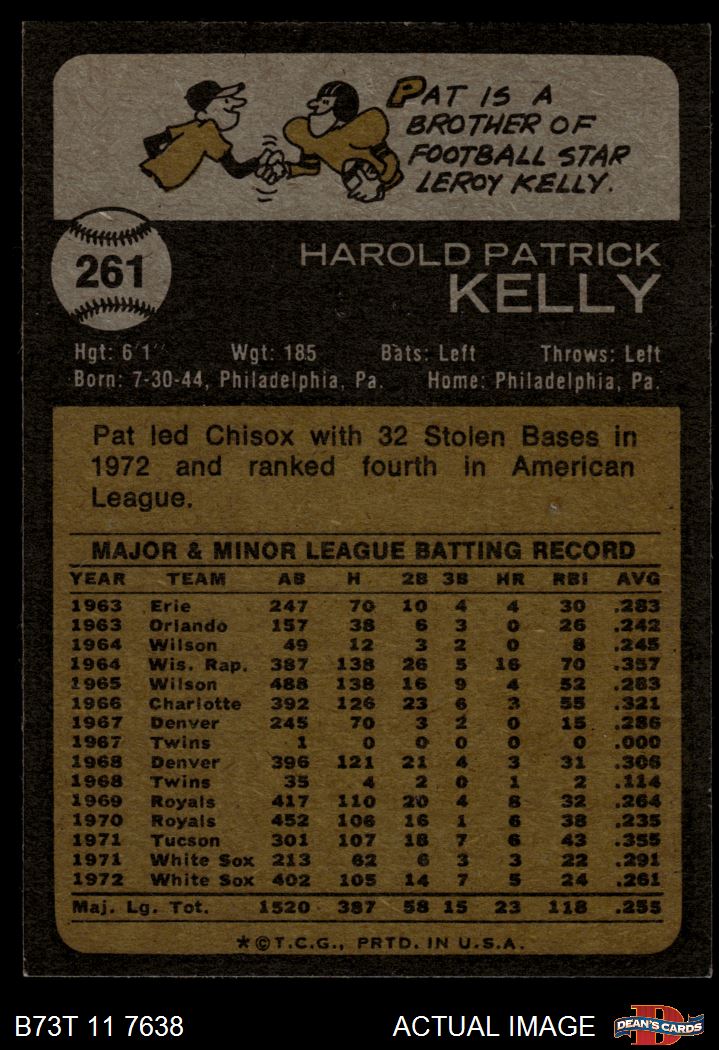 PAT IS A
BROTHER OF
FOOTBALL STAR
LEROY KELLY.
261
HAROLD PATRICK
KELLY
Hgt: 6'1" Wgt: 185 Bats: Left Throws: Left
Born: 7-30-44, Philadelphia, Pa. Home: Philadelphia, Pa.
Pat led Chisox with 32 Stolen Bases in
1972 and ranked fourth in American
League.
MAJOR & MINOR LEAGUE BATTING RECORD
YEAR TEAM AB H 2B 3B HR RBI AVG
1963 Erie 247 70 10 4 4 30 .283
1963 Orlando 157 38 6 3 0 26 .242
1964 Wilson 49 12 3 2 0 8 .245
1964 Wis. Rap. 387 138 26 5 16 70 .357
1965 Wilson 488 138 16 9 4 52 .283
1966 Charlotte 392 126 23 6 3 55 .321
1967 Denver 245 70 3 2 0 15 .286
1967 Twins 1 0 0 0 0 0 .000
1968 Denver 396 121 21 4 3 31 .306
1968 Twins 35 4 2 0 1 2 .114
1969 Royals 417 110 20 4 8 32 .264
1970 Royals 452 106 16 1 6 38 .235
1971 Tucson 301 107 18 7 6 43 .355
1971 White Sox 213 62 6 3 3 22 .291
1972 White Sox 402 105 14 7 5 24 .261
Maj. Lg. Tot. 1520 387 58 15 23 118 .255
*©T.C.G., PRTD. IN U.S.A.
B73T 11 7638 ACTUAL IMAGE DEAN'S CARDS